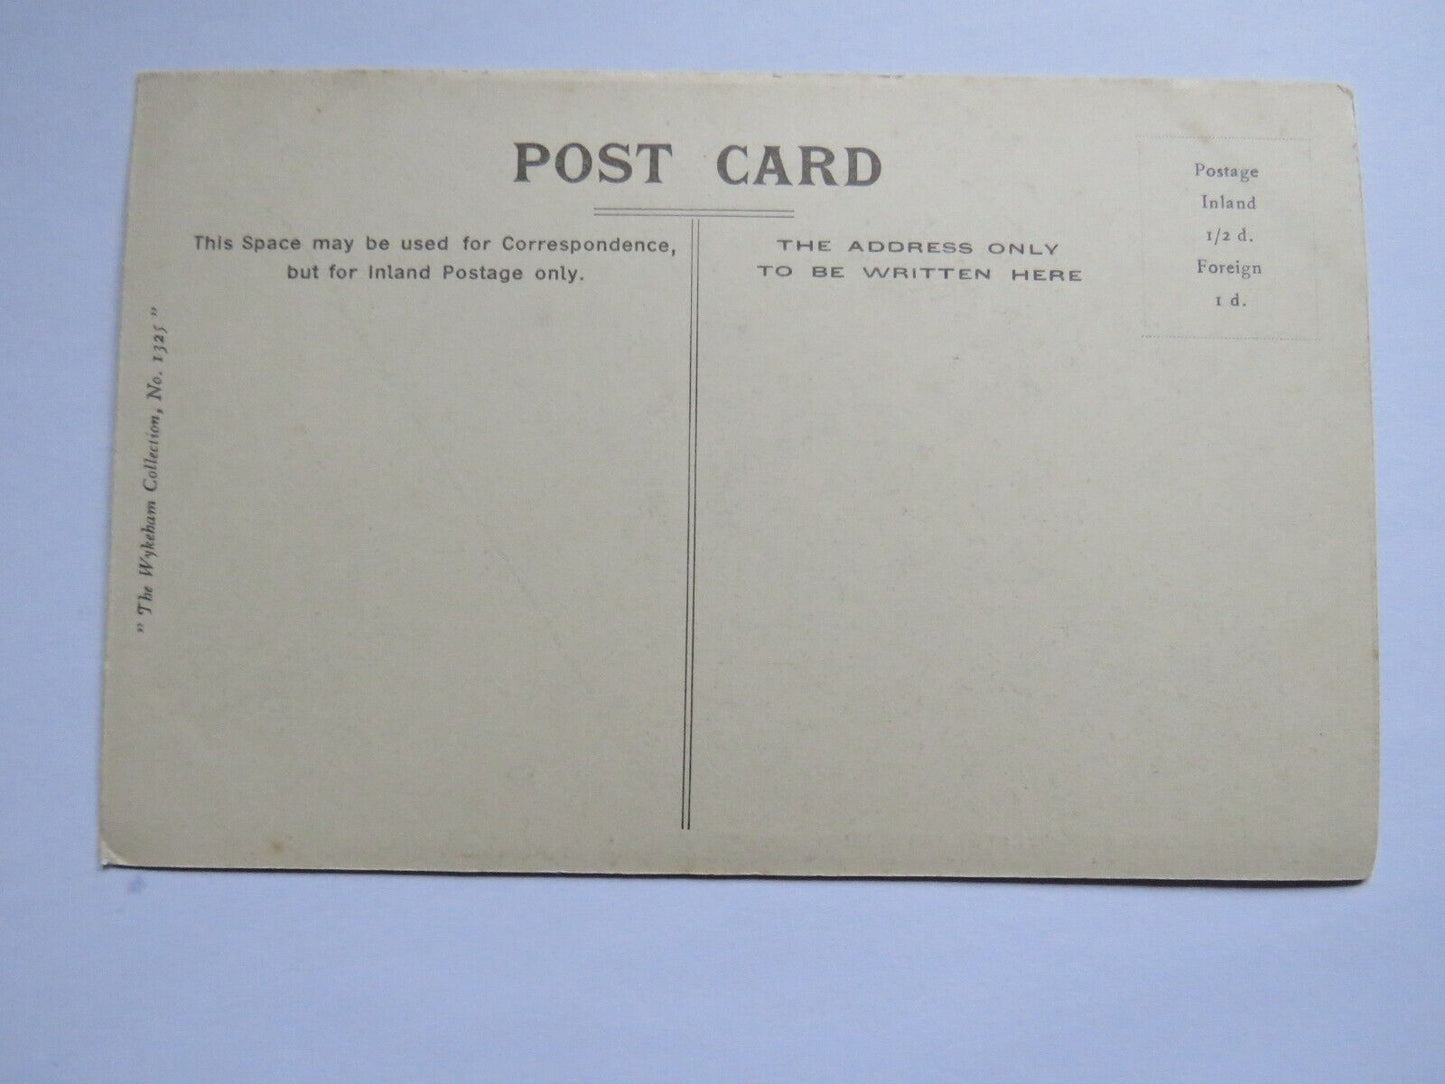 POST CARD
This Space may be used for Correspondence,
but for Inland Postage only.
THE ADDRESS ONLY
TO BE WRITTEN HERE
Postage
Inland
1/2 d.
Foreign
1 d.
" The Wykeham Collection, No. 1325 "